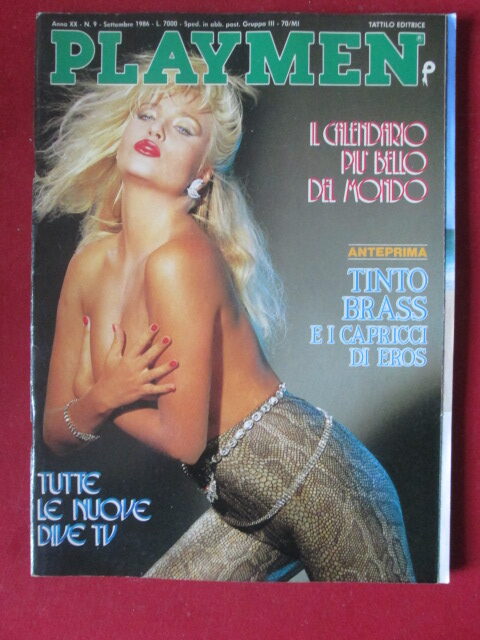 Anno XX - N. 9 - Settembre 1986 - L. 7000 - Sped. in abb. post. Gruppo III - 70/MI
TATTILO EDITRICE
PLAYMEN
IL CALENDARIO
PIU' BELLO
DEL MONDO
ANTEPRIMA
TINTO
BRASS
E I CAPRICCI
DI EROS
TUTTE
LE NUOVE
DIVE TV